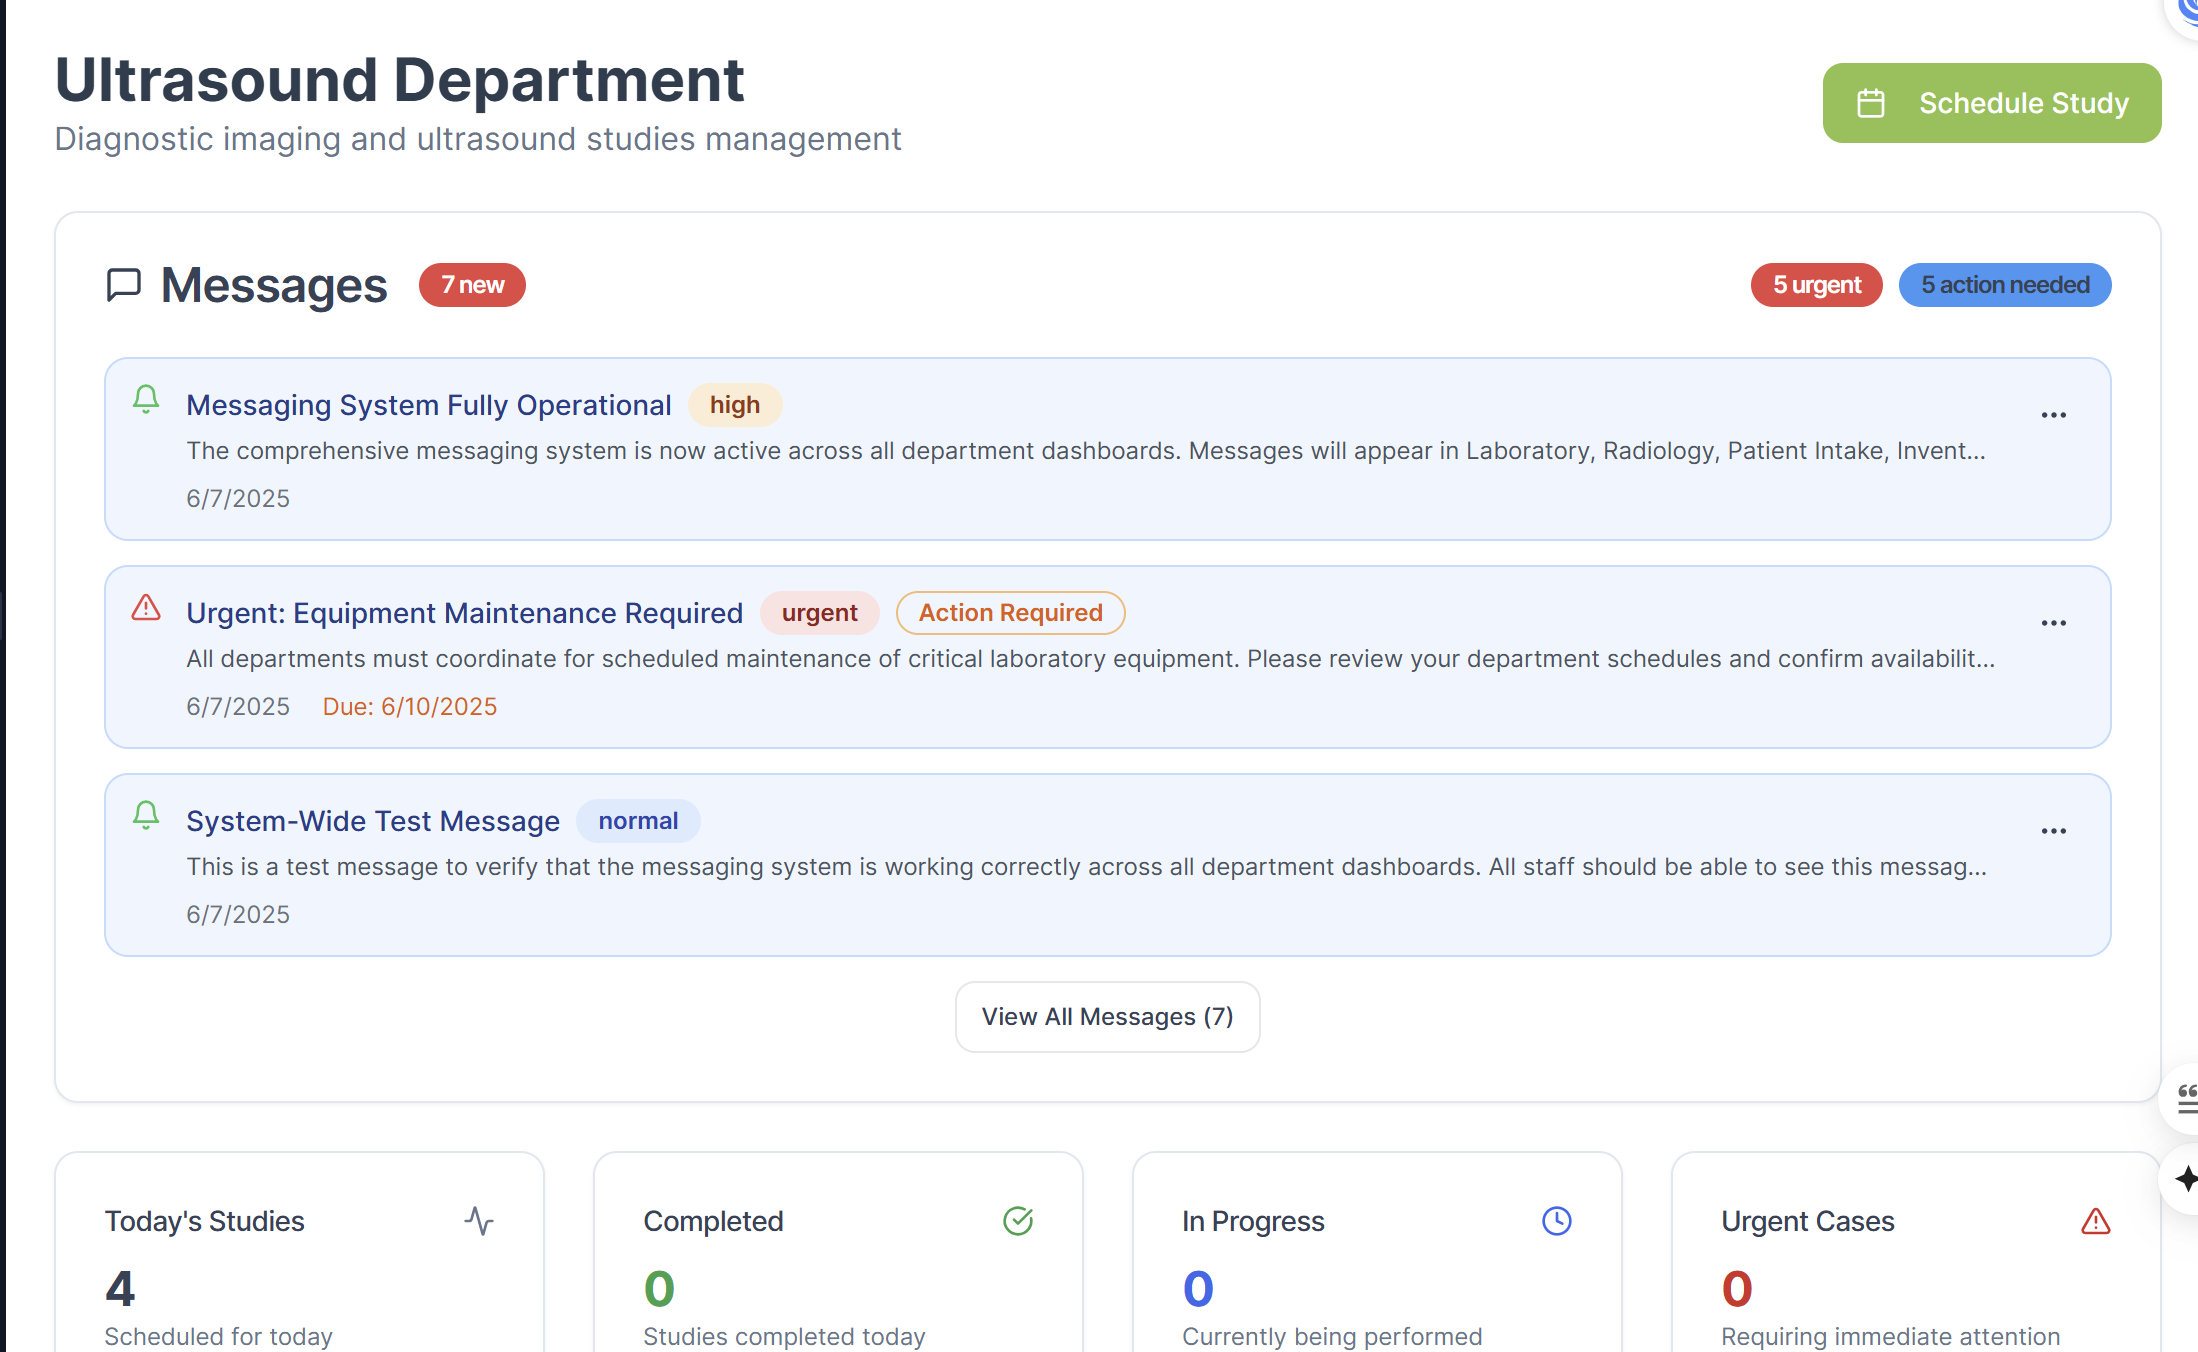 Ultrasound Department
Diagnostic imaging and ultrasound studies management
Schedule Study
Messages 7 new
5 urgent 5 action needed
Messaging System Fully Operational high
The comprehensive messaging system is now active across all department dashboards. Messages will appear in Laboratory, Radiology, Patient Intake, Invent...
6/7/2025
Urgent: Equipment Maintenance Required urgent Action Required
All departments must coordinate for scheduled maintenance of critical laboratory equipment. Please review your department schedules and confirm availabilit...
6/7/2025 Due: 6/10/2025
System-Wide Test Message normal
This is a test message to verify that the messaging system is working correctly across all department dashboards. All staff should be able to see this messag...
6/7/2025
View All Messages (7)
Today's Studies
4
Scheduled for today
Completed
0
Studies completed today
In Progress
0
Currently being performed
Urgent Cases
0
Requiring immediate attention